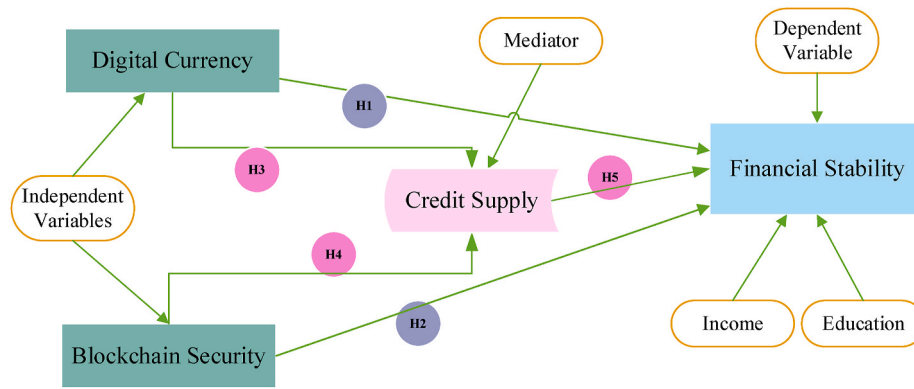 Digital Currency
Mediator
Dependent
Variable
H1
H3
H5
Financial Stability
Independent
Variables
Credit Supply
H4
H2
Income
Education
Blockchain Security